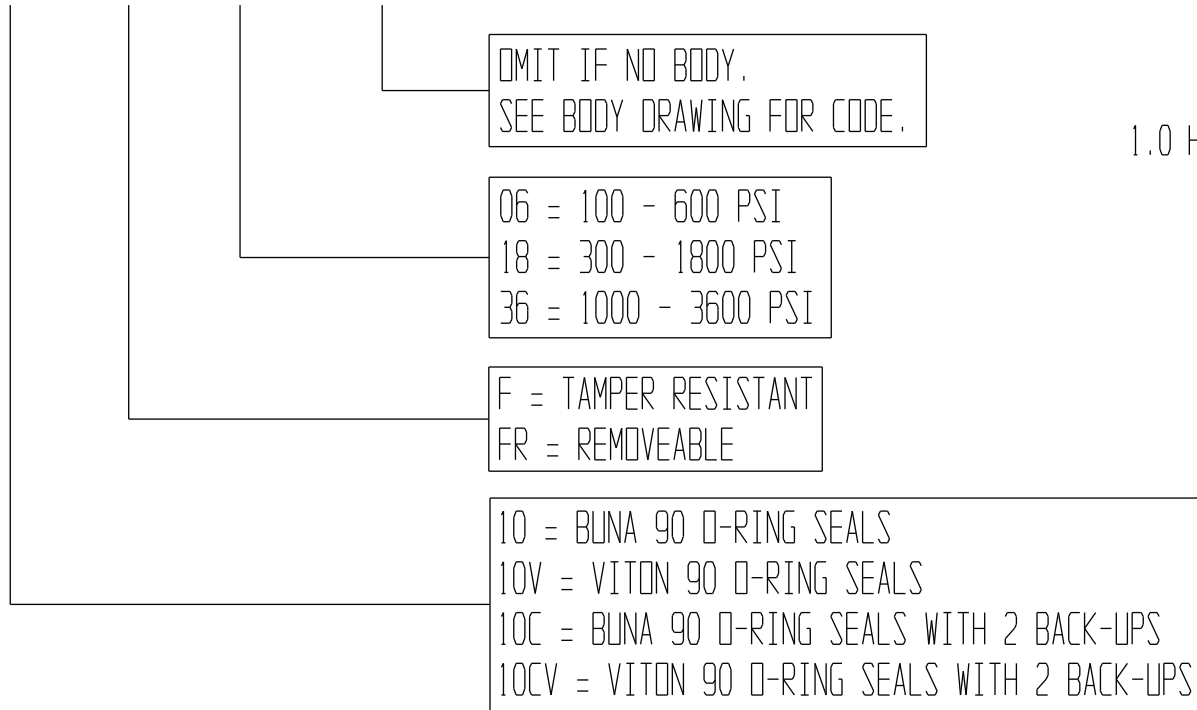 OMIT IF NO BODY.
SEE BODY DRAWING FOR CODE.
1.0 H
06 = 100 - 600 PSI
18 = 300 - 1800 PSI
36 = 1000 - 3600 PSI
F = TAMPER RESISTANT
FR = REMOVEABLE
10 = BUNA 90 O-RING SEALS
10V = VITON 90 O-RING SEALS
10C = BUNA 90 O-RING SEALS WITH 2 BACK-UPS
10CV = VITON 90 O-RING SEALS WITH 2 BACK-UPS